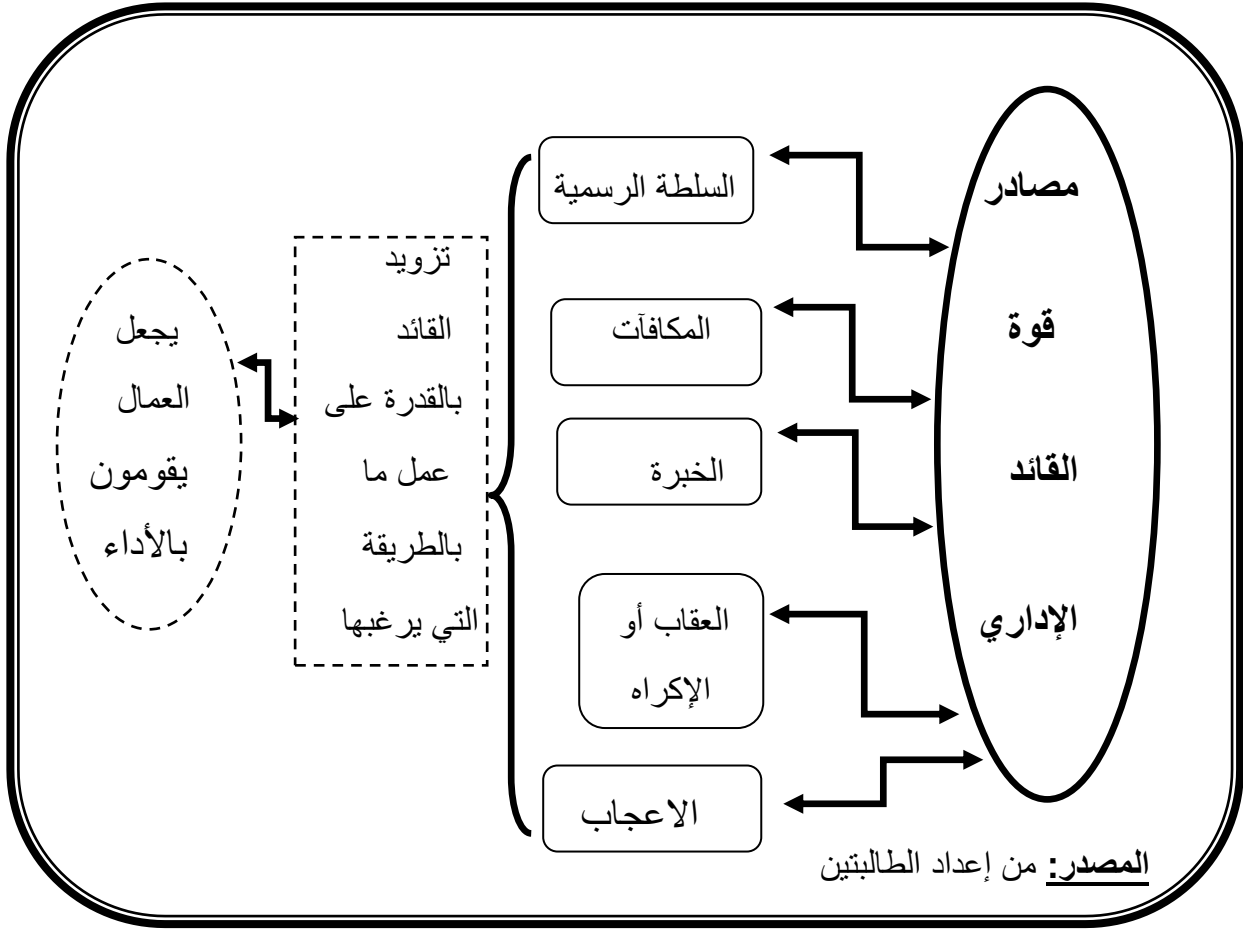 مصادر
قوة
القائد
الإداري
السلطة الرسمية
المكافآت
الخبرة
العقاب أو
الإكراه
الاعجاب
تزويد
القائد
بالقدرة على
عمل ما
بالطريقة
التي يرغبها
يجعل
العمال
يقومون
بالأداء
المصدر: من إعداد الطالبتين